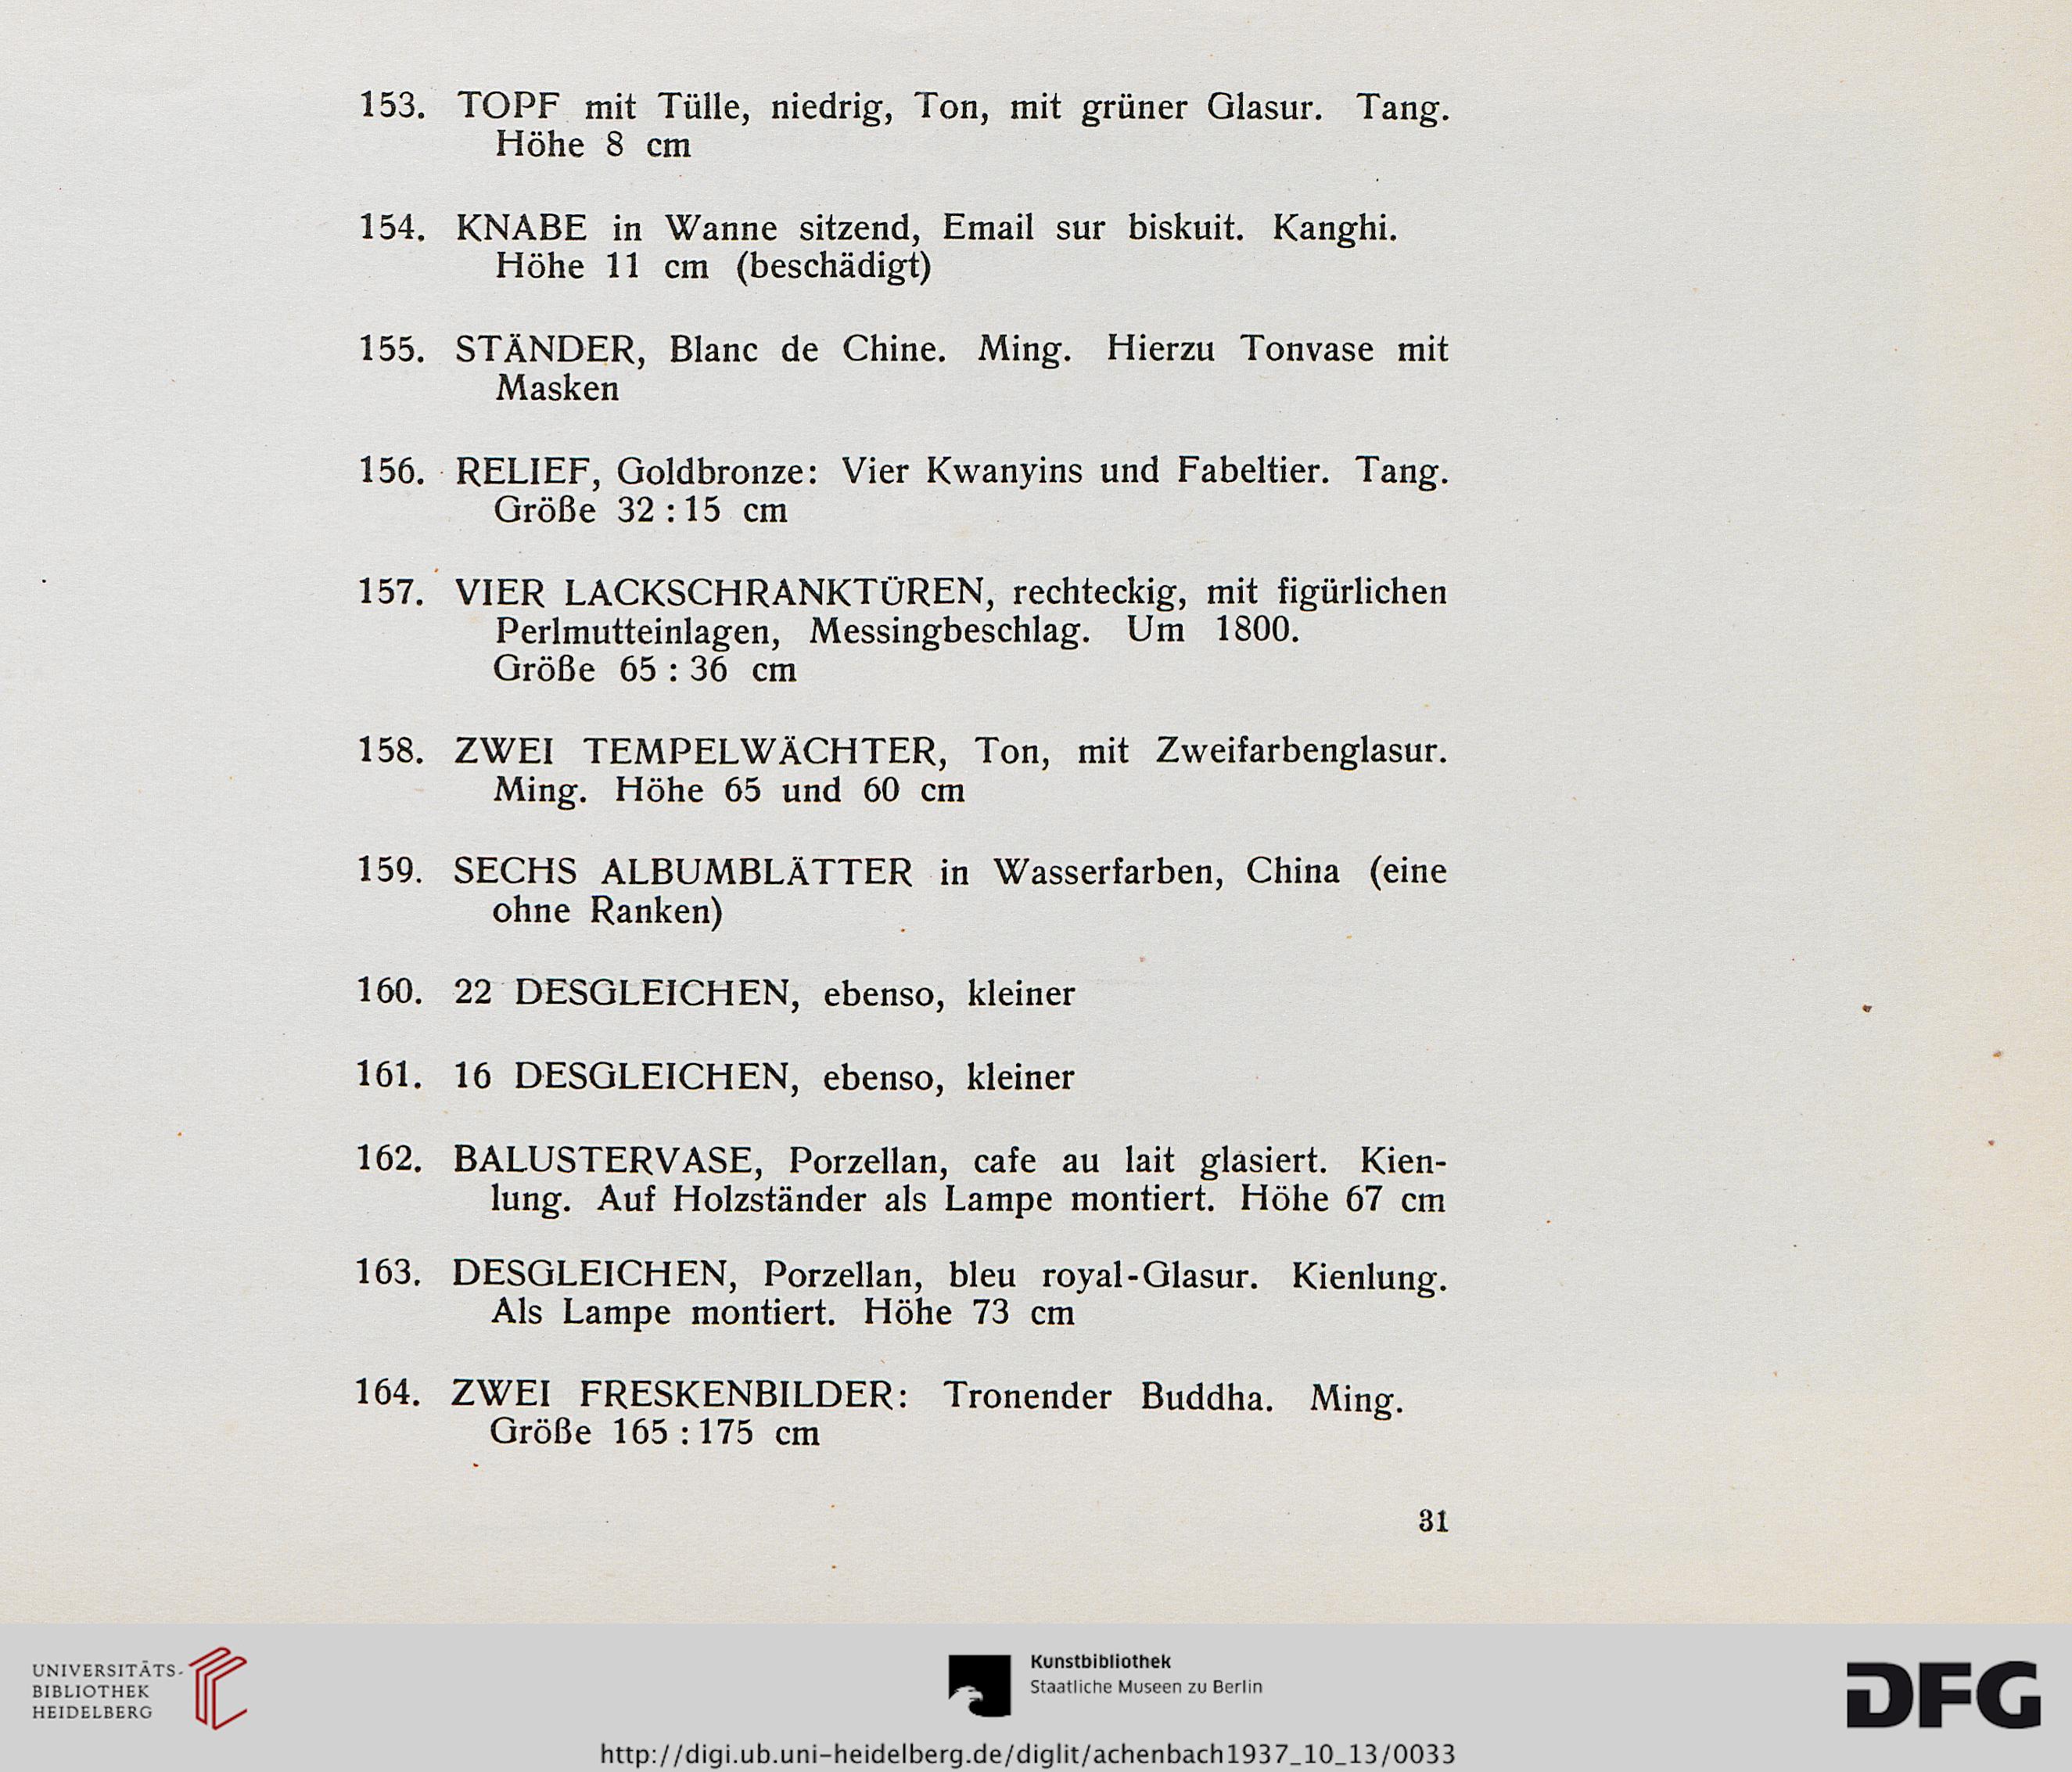 153. TOPF mit Tülle, niedrig, Ton, mit grüner Glasur. Tang.
Höhe 8 cm
154. KNABE in Wanne sitzend, Email sur biskuit. Kanghi.
Höhe 11 cm (beschädigt)
155. STÄNDER, Blanc de Chine. Ming. Hierzu Tonvase mit
Masken
156. RELIEF, Goldbronze: Vier Kwanyins und Fabeltier. Tang.
Größe 32 : 15 cm
157. VIER LACKSCHRANKTÜREN, rechteckig, mit figürlichen
Perlmutteinlagen, Messingbeschlag. Um 1800.
Größe 65 : 36 cm
158. ZWEI TEMPELWÄCHTER, Ton, mit Zweifarbenglasur.
Ming. Höhe 65 und 60 cm
159. SECHS ALBUMBLÄTTER in Wasserfarben, China (eine
ohne Ranken)
160. 22 DESGLEICHEN, ebenso, kleiner
161. 16 DESGLEICHEN, ebenso, kleiner
162. BALUSTERVASE, Porzellan, cafe au lait glasiert. Kien-
lung. Auf Holzständer als Lampe montiert. Höhe 67 cm
163. DESGLEICHEN, Porzellan, bleu royal-Glasur. Kienlung.
Als Lampe montiert. Höhe 73 cm
164. ZWEI FRESKENBILDER: Tronender Buddha. Ming.
Größe 165 : 175 cm
31
UNIVERSITÄTS-
BIBLIOTHEK
HEIDELBERG
Kunstbibliothek
Staatliche Museen zu Berlin
DFG
http://digi.ub.uni-heidelberg.de/diglit/achenbach1937_10_13/0033